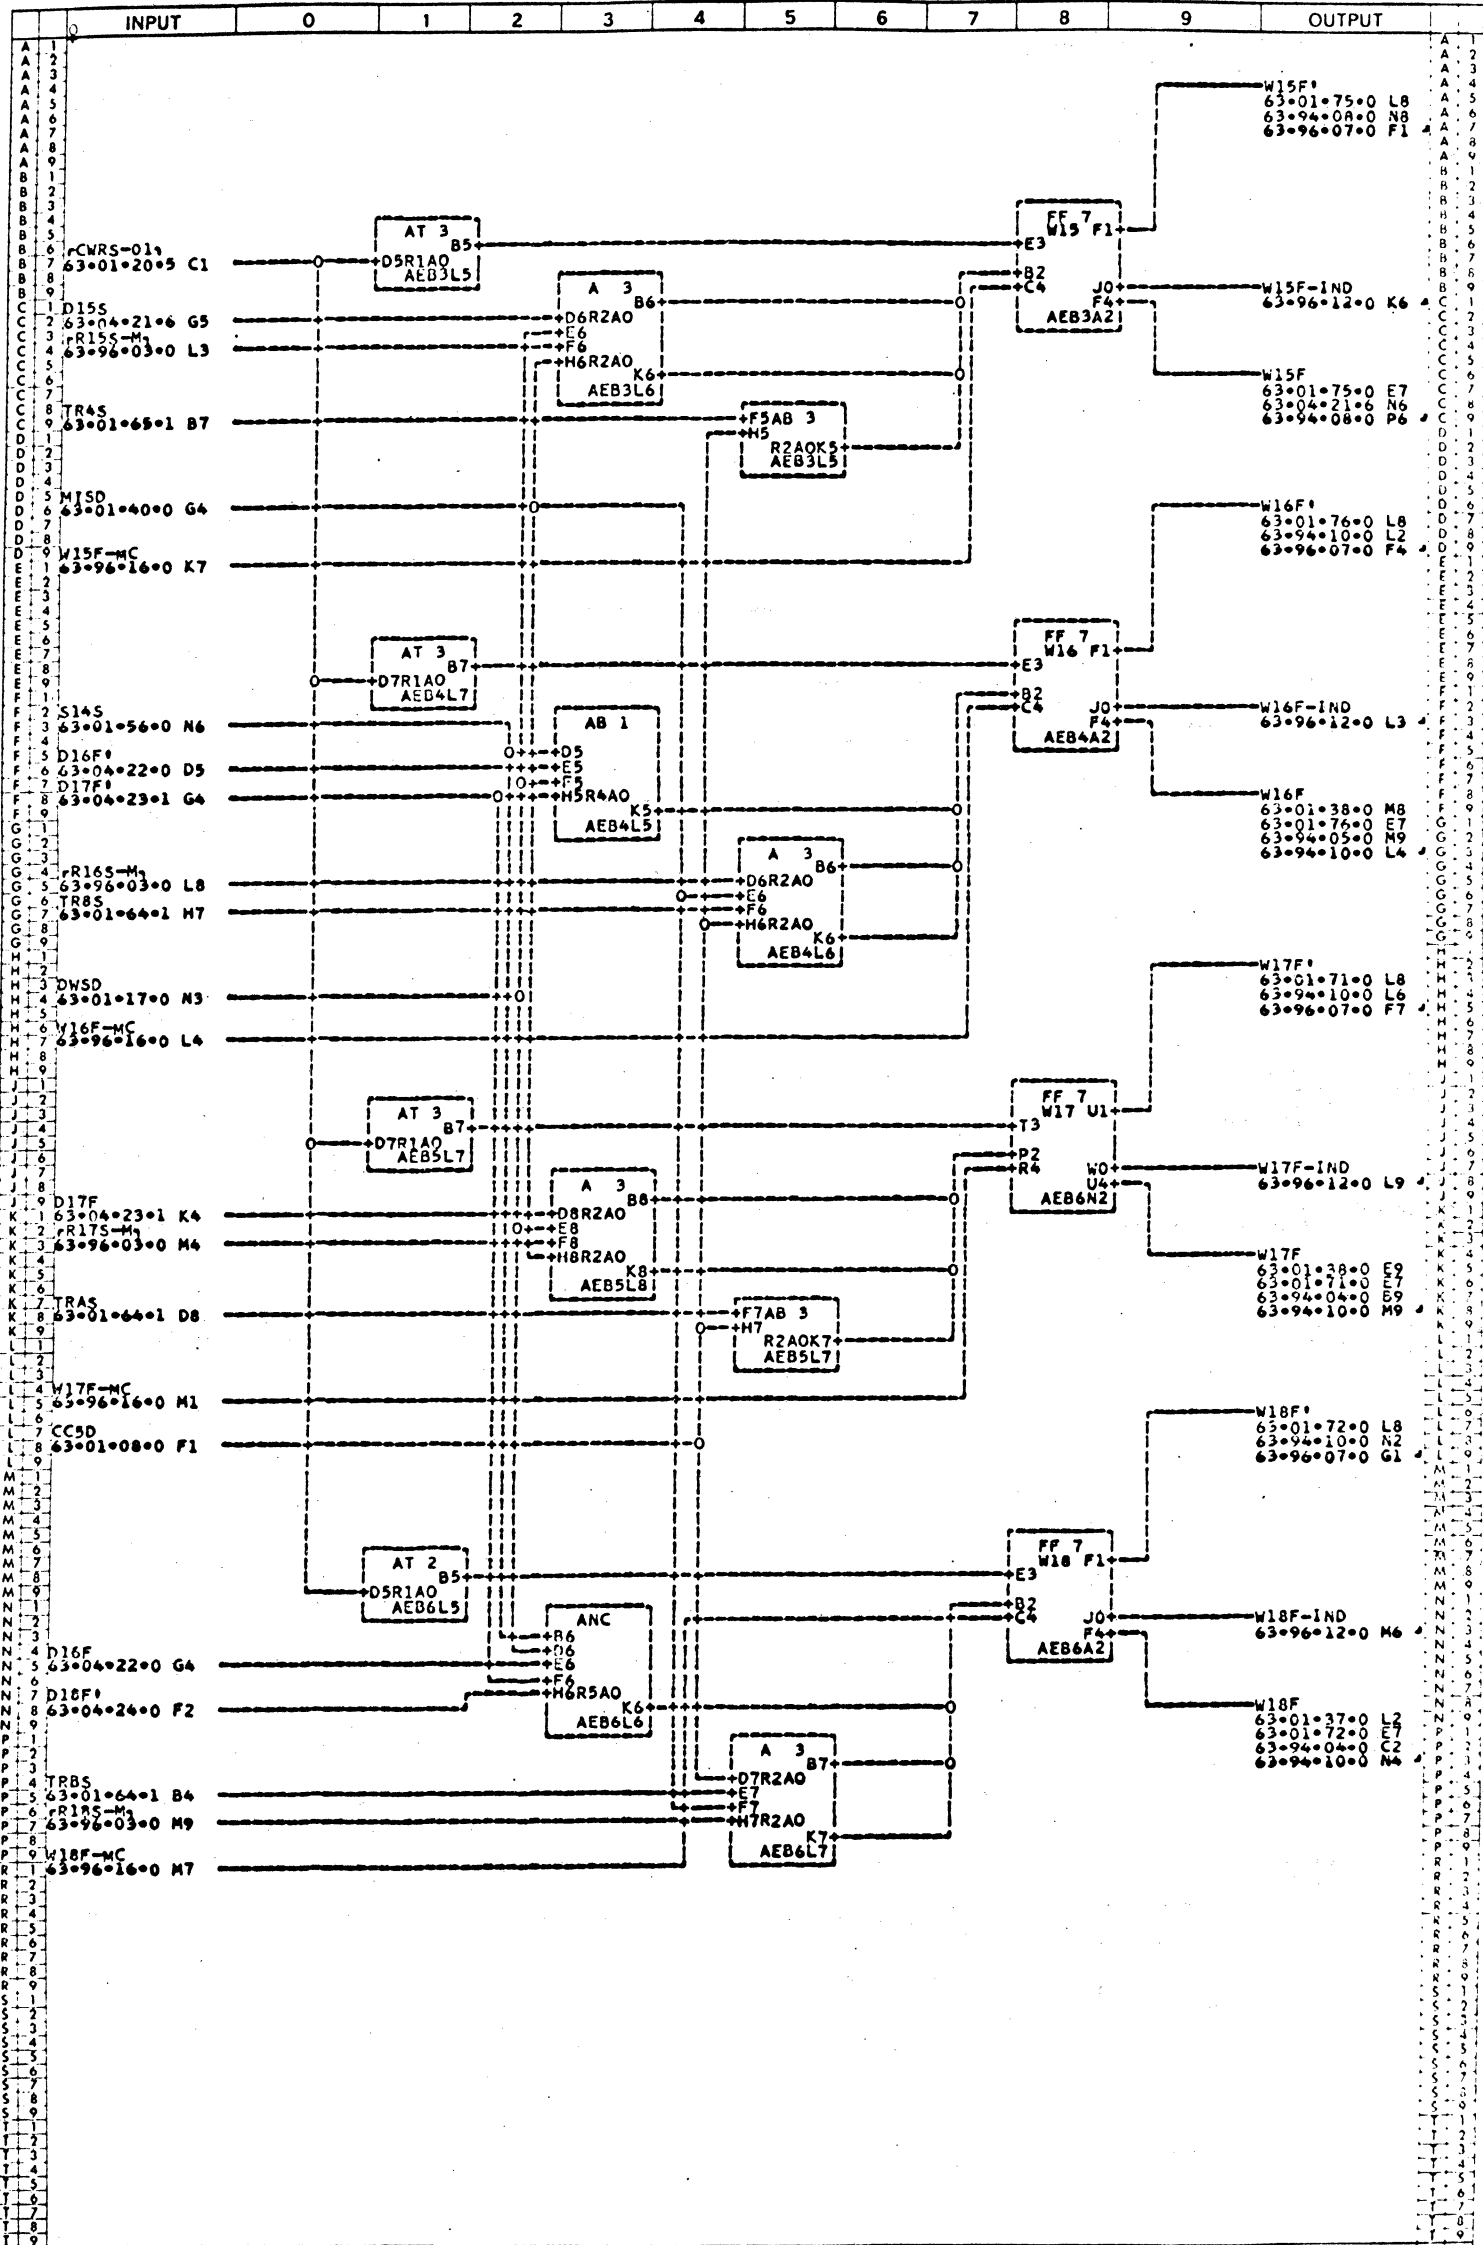 INPUT 0 1 2 3 4 5 6 7 8 9 OUTPUT
W15F'
63•01•75•0 L8
63•94•08•0 N8
63•96•07•0 F1
AT 3
B5
D5R1A0
AEB3L5
FF 7
W15 F1
E3
B2
C4
J0
F4
AEB3A2
┌CWRS-01┐
63•01•20•5 C1
A 3
B6
D6R2A0
E6
F6
H6R2A0
K6
AEB3L6
D15S
63•04•21•6 G5
┌R15S-M┐
63•96•03•0 L3
W15F-IND
63•96•12•0 K6
W15F
63•01•75•0 E7
63•04•21•6 N6
63•94•08•0 P6
TR4S
63•01•65•1 B7
F5AB 3
H5
R2A0K5
AEB3L5
MISD
63•01•40•0 G4
W15F-MC
63•96•16•0 K7
W16F'
63•01•76•0 L8
63•94•10•0 L2
63•96•07•0 F4
AT 3
B7
D7R1A0
AEB4L7
FF 7
W16 F1
E3
B2
C4
J0
F4
AEB4A2
S14S
63•01•56•0 N6
D16F'
63•04•22•0 D5
D17F'
63•04•23•1 G4
AB 1
D5
E5
F5
H5R4A0
K5
AEB4L5
W16F-IND
63•96•12•0 L3
W16F
63•01•38•0 M8
63•01•76•0 E7
63•94•05•0 M9
63•94•10•0 L4
┌R16S-M┐
63•96•03•0 L8
TR8S
63•01•64•1 H7
A 3
B6
D6R2A0
E6
F6
H6R2A0
K6
AEB4L6
DWSD
63•01•17•0 N3
W16F-MC
63•96•16•0 L4
W17F'
63•01•71•0 L8
63•94•10•0 L6
63•96•07•0 F7
AT 3
B7
D7R1A0
AEB5L7
FF 7
W17 U1
T3
P2
R4
W0
U4
AEB6N2
D17F
63•04•23•1 K4
┌R17S-M┐
63•96•03•0 M4
A 3
B8
D8R2A0
E8
F8
H8R2A0
K8
AEB5L8
W17F-IND
63•96•12•0 L9
W17F
63•01•38•0 E9
63•01•71•0 E7
63•94•04•0 B9
63•94•10•0 M9
TRAS
63•01•64•1 D8
F7AB 3
H7
R2A0K7
AEB5L7
W17F-MC
63•96•16•0 M1
CC5D
63•01•08•0 F1
W18F'
63•01•72•0 L8
63•94•10•0 N2
63•96•07•0 G1
AT 2
B5
D5R1A0
AEB6L5
FF 7
W18 F1
E3
B2
C4
J0
F4
AEB6A2
ANC
B6
D6
E6
F6
H6R5A0
K6
AEB6L6
D16F
63•04•22•0 G4
D18F'
63•04•24•0 F2
W18F-IND
63•96•12•0 M6
W18F
63•01•37•0 L2
63•01•72•0 E7
63•94•04•0 C2
63•94•10•0 N4
A 3
B7
D7R2A0
E7
F7
H7R2A0
K7
AEB6L7
TRBS
63•01•64•1 B4
┌R18S-M┐
63•96•03•0 M9
W18F-MC
63•96•16•0 M7